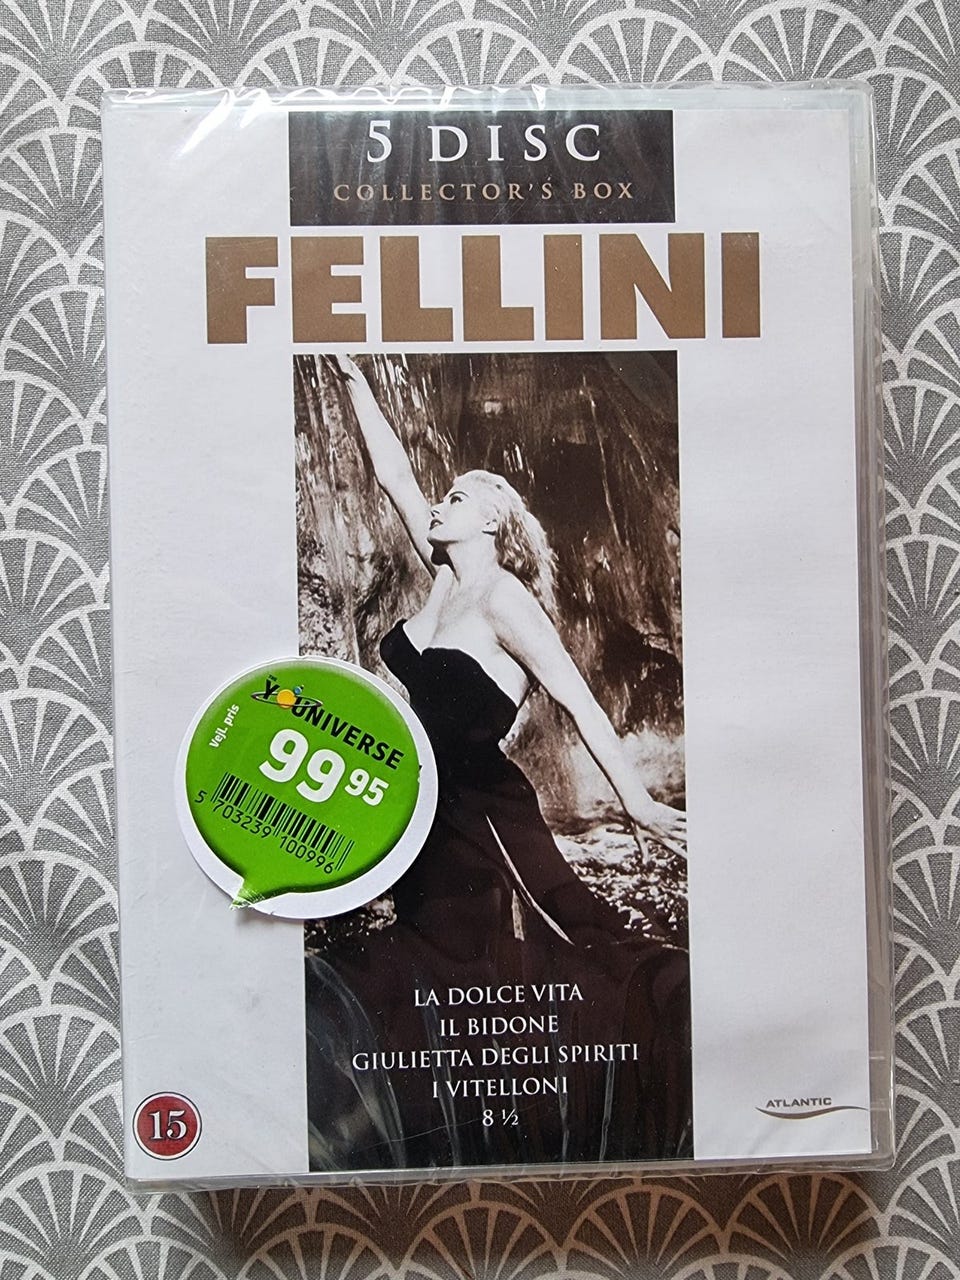 5 DISC
COLLECTOR'S BOX
FELLINI
THE YOUNIVERSE
Vejl. pris
99 95
5 703239 100996
LA DOLCE VITA
IL BIDONE
GIULIETTA DEGLI SPIRITI
I VITELLONI
8 ½
15
ATLANTIC